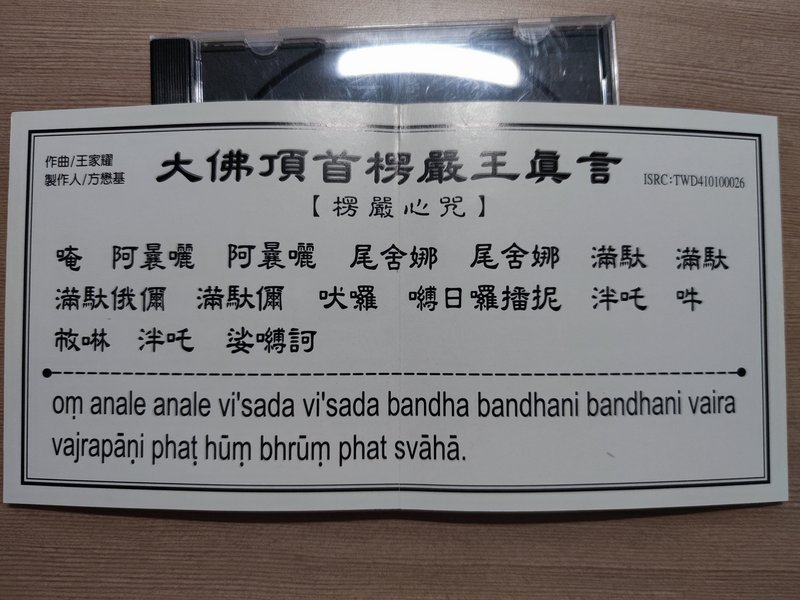 作曲/王家耀
製作人/方懋基
大佛頂首楞嚴王眞言
ISRC:TWD410100026
【楞嚴心咒】
唵 阿曩囇 阿曩囇 尾舍娜 尾舍娜 滿馱 滿馱
滿馱俄儞 滿馱儞 吠囉 嚩日囉播抳 泮吒 吽
咻 泮吒 娑嚩訶
oṃ anale anale vi'sada vi'sada bandha bandhani bandhani vaira
vajrapāṇi phaṭ hūṃ bhrūṃ phat svāhā.